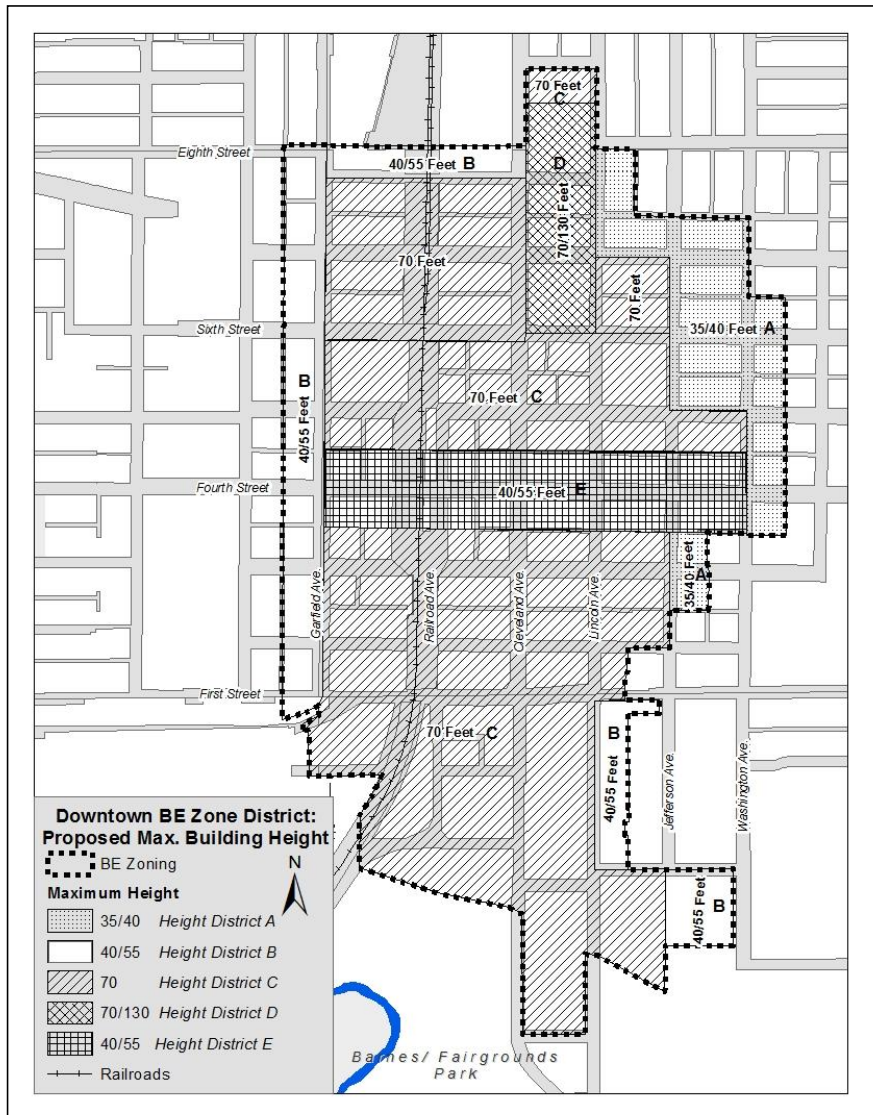 70 Feet
C
Eighth Street
40/55 Feet B
D
70/130 Feet
70 Feet
70 Feet
Sixth Street
35/40 Feet A
B
40/55 Feet
70 Feet C
Fourth Street
40/55 Feet E
35/40 Feet
A
Garfield Ave.
Railroad Ave.
Cleveland Ave.
Lincoln Ave.
First Street
70 Feet C
B
40/55 Feet
Jefferson Ave.
Washington Ave.
40/55 Feet
B
Downtown BE Zone District:
Proposed Max. Building Height
BE Zoning
N
Maximum Height
35/40 Height District A
40/55 Height District B
70 Height District C
70/130 Height District D
40/55 Height District E
Railroads
Barnes/ Fairgrounds
Park